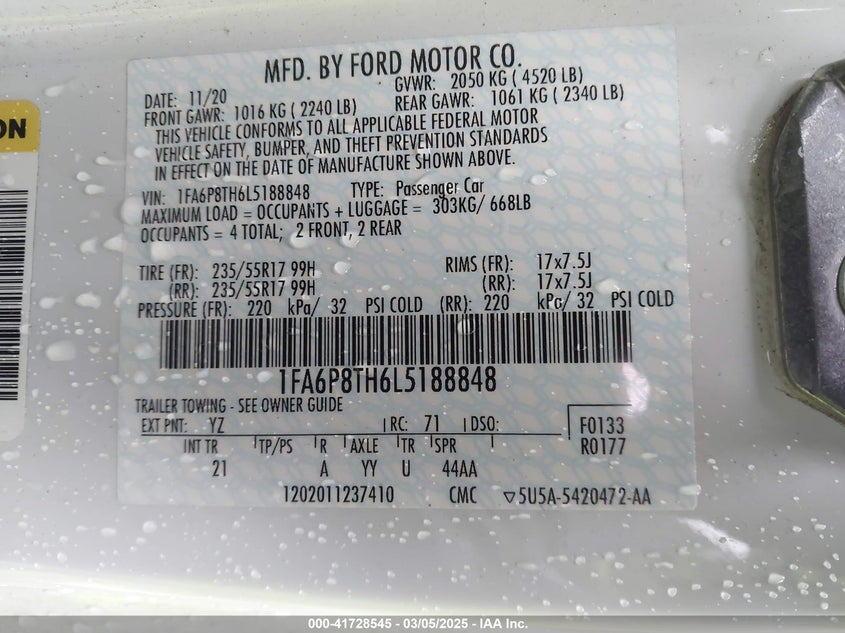 MFD. BY FORD MOTOR CO.
DATE: 11/20 GVWR: 2050 KG ( 4520 LB)
FRONT GAWR: 1016 KG ( 2240 LB) REAR GAWR: 1061 KG ( 2340 LB)
THIS VEHICLE CONFORMS TO ALL APPLICABLE FEDERAL MOTOR
VEHICLE SAFETY, BUMPER, AND THEFT PREVENTION STANDARDS
IN EFFECT ON THE DATE OF MANUFACTURE SHOWN ABOVE.
VIN: 1FA6P8TH6L5188848 TYPE: Passenger Car
MAXIMUM LOAD = OCCUPANTS + LUGGAGE = 303KG/ 668LB
OCCUPANTS = 4 TOTAL; 2 FRONT, 2 REAR
TIRE (FR): 235/55R17 99H RIMS (FR): 17x7.5J
(RR): 235/55R17 99H (RR): 17x7.5J
PRESSURE (FR): 220 kPa/ 32 PSI COLD (RR): 220 kPa/ 32 PSI COLD
1FA6P8TH6L5188848
TRAILER TOWING - SEE OWNER GUIDE
EXT PNT: YZ RC: 71 DSO: F0133
INT TR TP/PS R AXLE TR SPR R0177
21 A YY U 44AA
1202011237410 CMC ▽5U5A-5420472-AA
ON
000-41728545 — 03/05/2025 — IAA Inc.